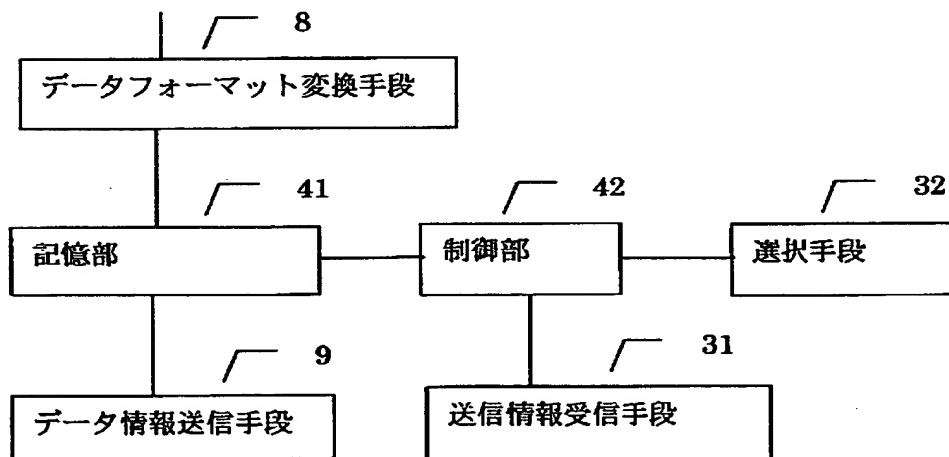 8
データフォーマット変換手段
41
42
32
記憶部
制御部
選択手段
9
31
データ情報送信手段
送信情報受信手段